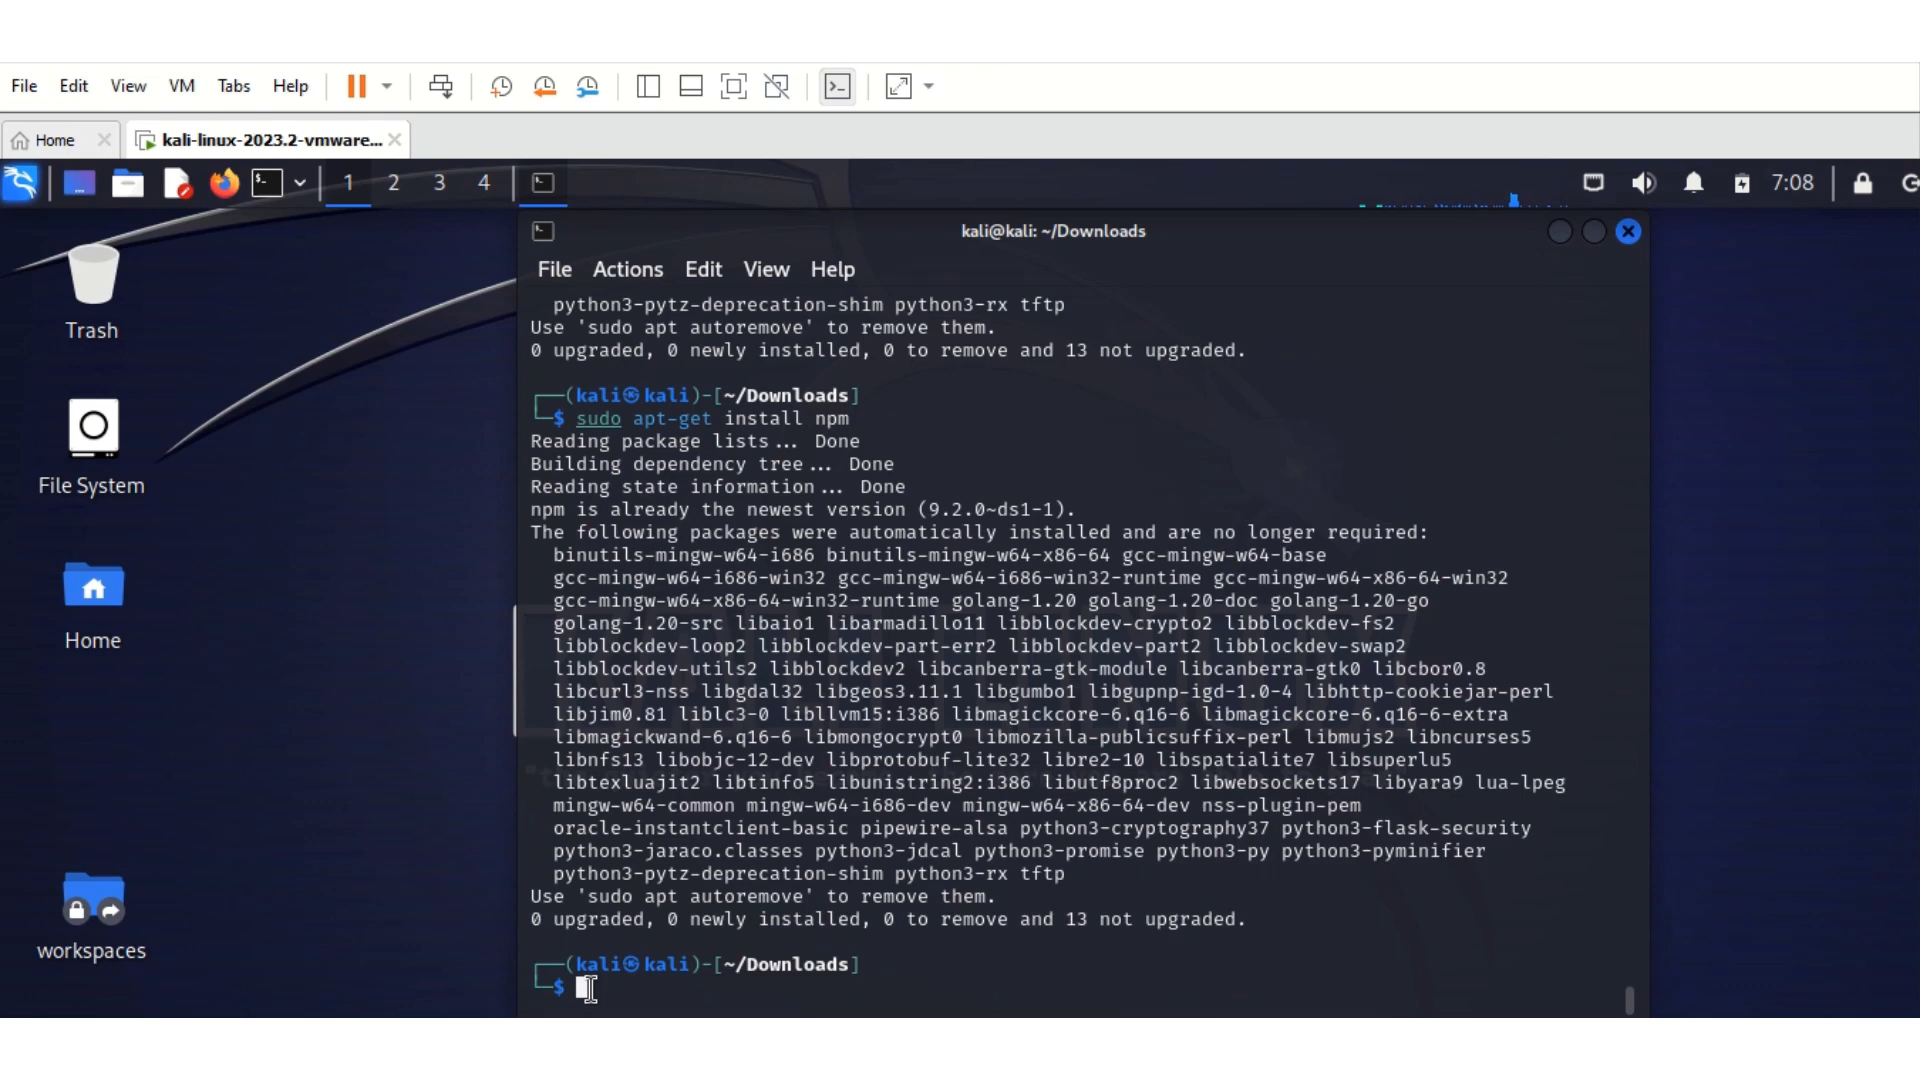 File Edit View VM Tabs Help
Home kali-linux-2023.2-vmware...
1 2 3 4 7:08
kali@kali: ~/Downloads
File Actions Edit View Help
Trash
File System
Home
workspaces
python3-pytz-deprecation-shim python3-rx tftp
Use 'sudo apt autoremove' to remove them.
0 upgraded, 0 newly installed, 0 to remove and 13 not upgraded.
(kali㉿kali)-[~/Downloads]
$ sudo apt-get install npm
Reading package lists... Done
Building dependency tree... Done
Reading state information... Done
npm is already the newest version (9.2.0~ds1-1).
The following packages were automatically installed and are no longer required:
binutils-mingw-w64-i686 binutils-mingw-w64-x86-64 gcc-mingw-w64-base
gcc-mingw-w64-i686-win32 gcc-mingw-w64-i686-win32-runtime gcc-mingw-w64-x86-64-win32
gcc-mingw-w64-x86-64-win32-runtime golang-1.20 golang-1.20-doc golang-1.20-go
golang-1.20-src libaio1 libarmadillo11 libblockdev-crypto2 libblockdev-fs2
libblockdev-loop2 libblockdev-part-err2 libblockdev-part2 libblockdev-swap2
libblockdev-utils2 libblockdev2 libcanberra-gtk-module libcanberra-gtk0 libcbor0.8
libcurl3-nss libgdal32 libgeos3.11.1 libgumbo1 libgupnp-igd-1.0-4 libhttp-cookiejar-perl
libjim0.81 liblc3-0 libllvm15:i386 libmagickcore-6.q16-6 libmagickcore-6.q16-6-extra
libmagickwand-6.q16-6 libmongocrypt0 libmozilla-publicsuffix-perl libmujs2 libncurses5
libnfs13 libobjc-12-dev libprotobuf-lite32 libre2-10 libspatialite7 libsuperlu5
libtexluajit2 libtinfo5 libunistring2:i386 libutf8proc2 libwebsockets17 libyara9 lua-lpeg
mingw-w64-common mingw-w64-i686-dev mingw-w64-x86-64-dev nss-plugin-pem
oracle-instantclient-basic pipewire-alsa python3-cryptography37 python3-flask-security
python3-jaraco.classes python3-jdcal python3-promise python3-py python3-pyminifier
python3-pytz-deprecation-shim python3-rx tftp
Use 'sudo apt autoremove' to remove them.
0 upgraded, 0 newly installed, 0 to remove and 13 not upgraded.
(kali㉿kali)-[~/Downloads]
$